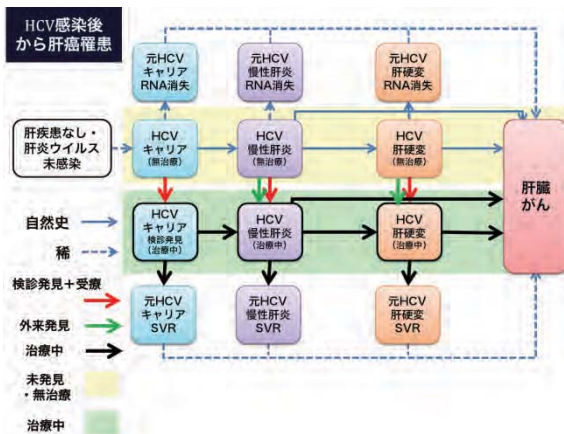 HCV感染後
から肝癌罹患
元HCV
キャリア
RNA消失
元HCV
慢性肝炎
RNA消失
元HCV
肝硬変
RNA消失
肝疾患なし・
肝炎ウイルス
未感染
HCV
キャリア
(無治療)
HCV
慢性肝炎
(無治療)
HCV
肝硬変
(無治療)
肝臓
がん
HCV
キャリア
検診発見
(治療中)
HCV
慢性肝炎
(治療中)
HCV
肝硬変
(治療中)
元HCV
キャリア
SVR
元HCV
慢性肝炎
SVR
元HCV
肝硬変
SVR
自然史
稀
検診発見+受療
外来発見
治療中
未発見
・無治療
治療中